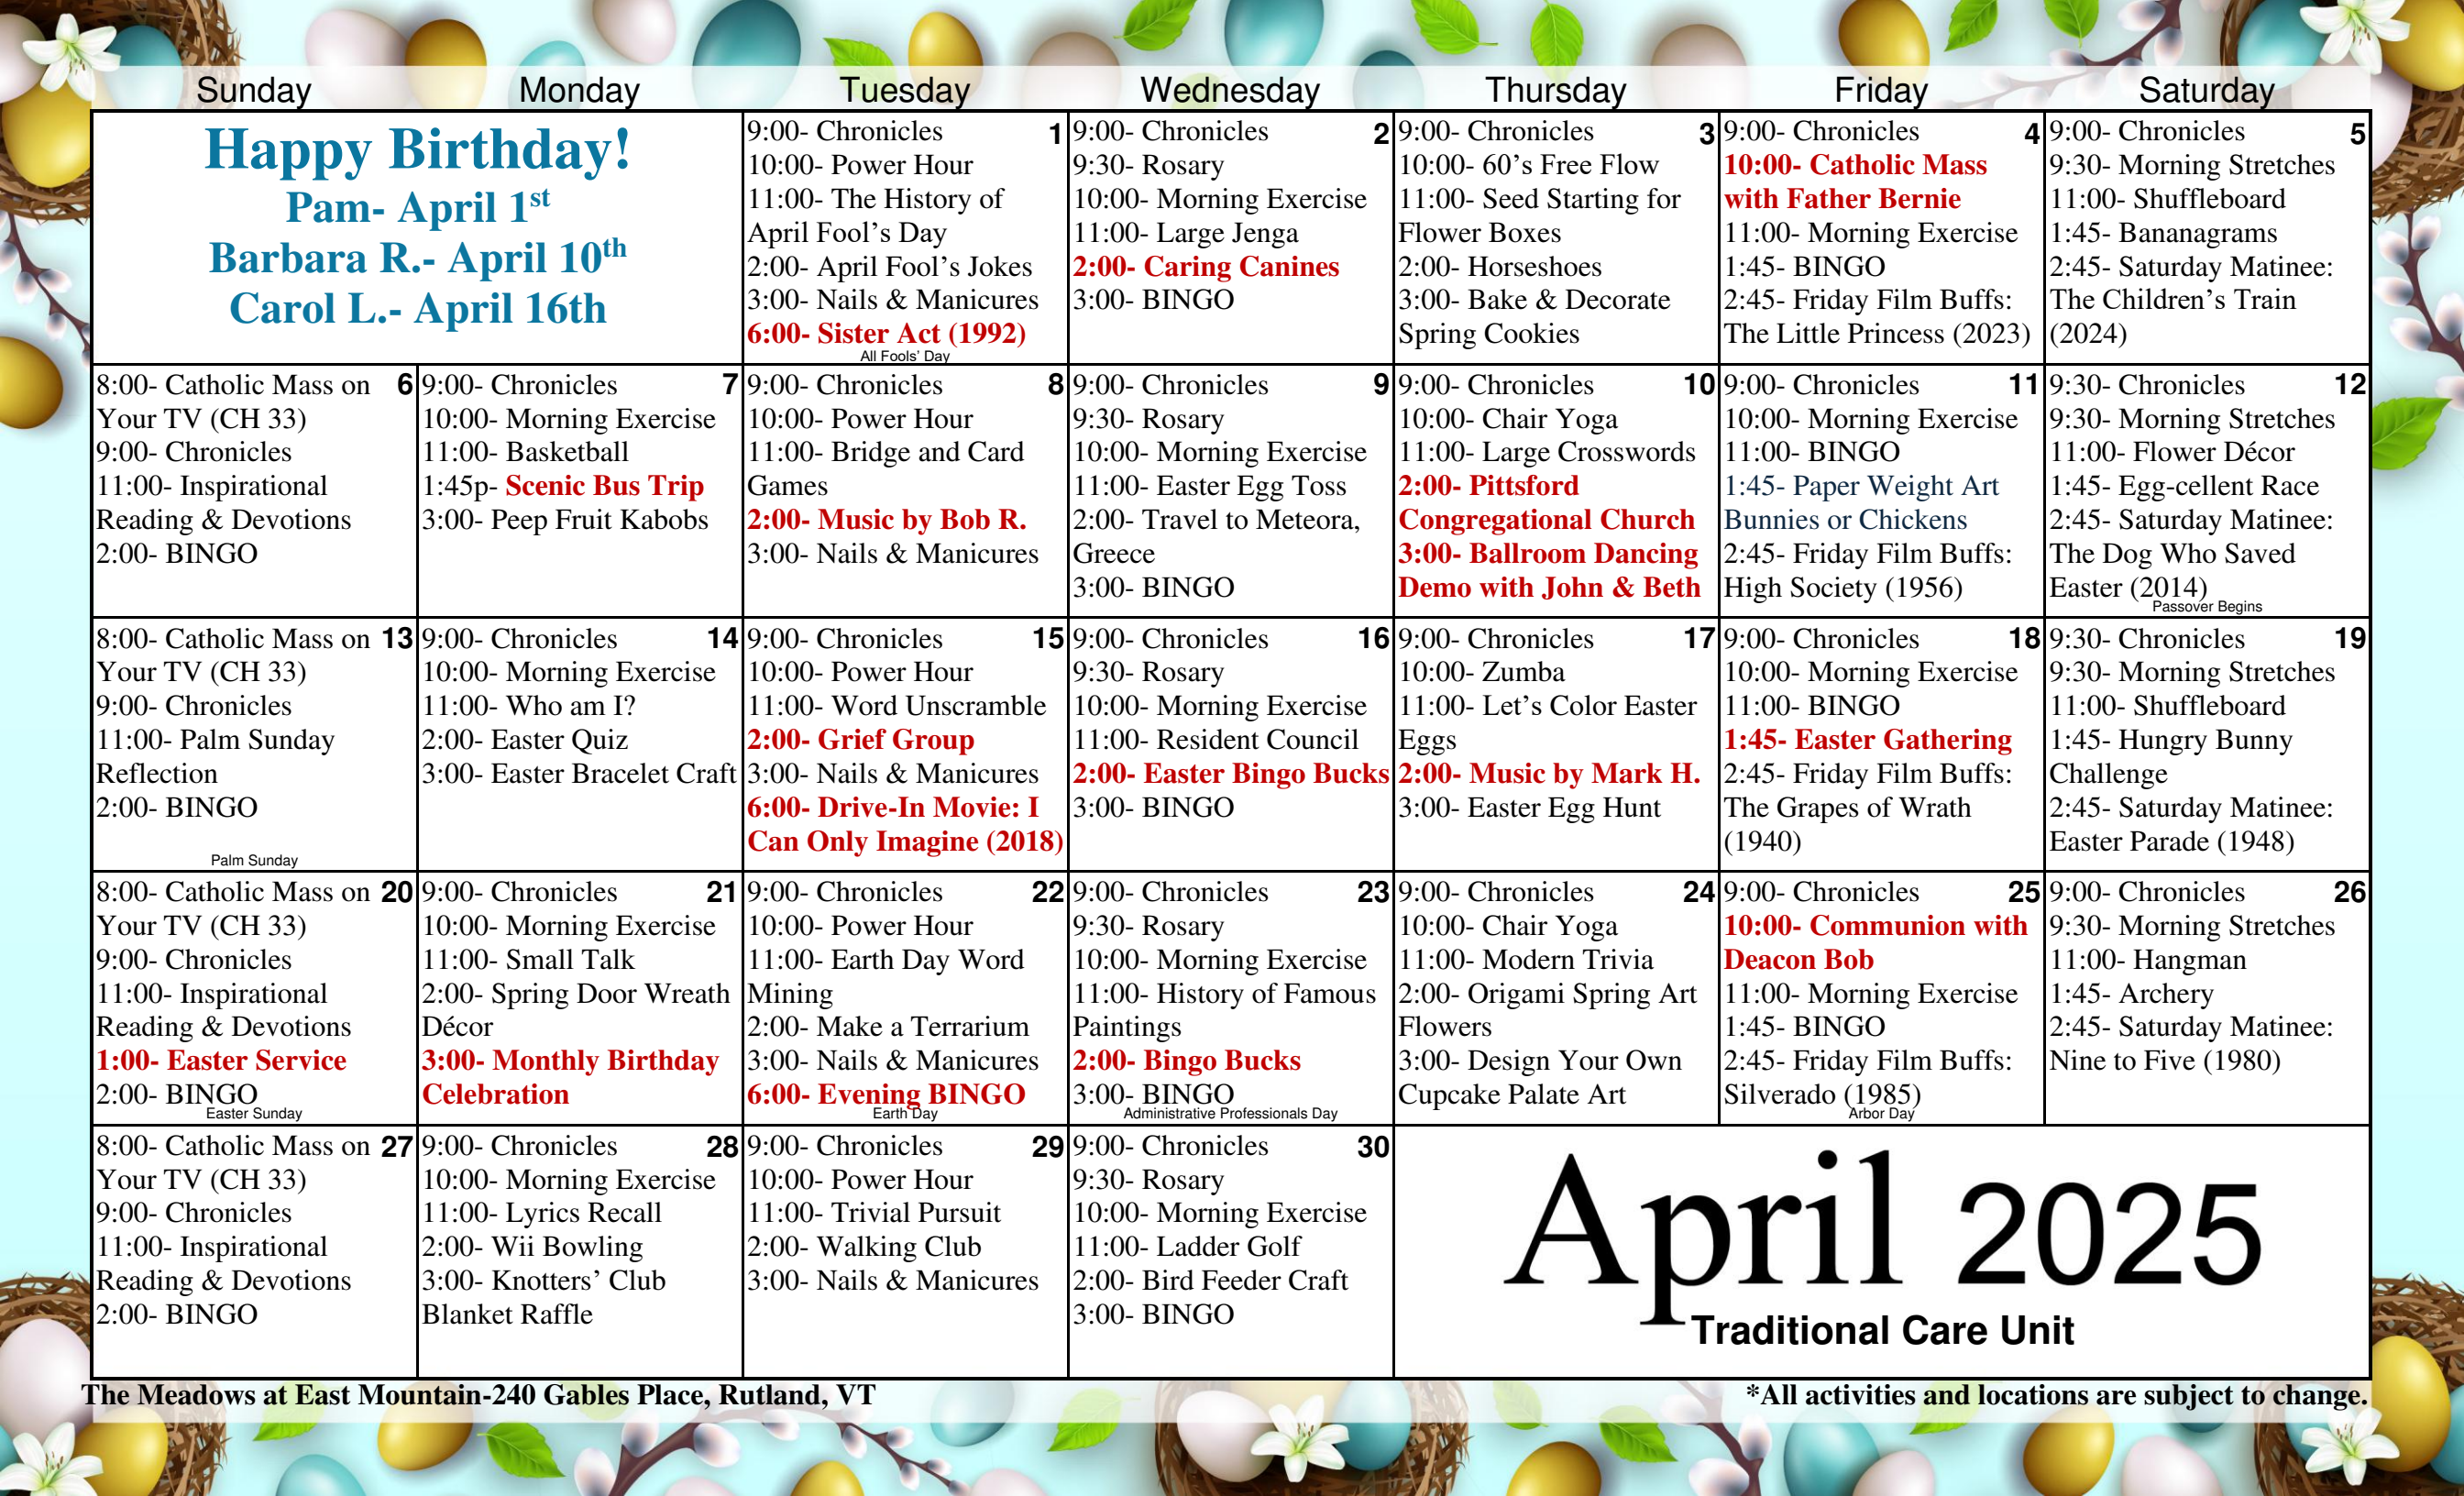 Sunday Monday Tuesday Wednesday Thursday Friday Saturday
Happy Birthday!
Pam- April 1st
Barbara R.- April 10th
Carol L.- April 16th
9:00- Chronicles 1
10:00- Power Hour
11:00- The History of
April Fool’s Day
2:00- April Fool’s Jokes
3:00- Nails & Manicures
6:00- Sister Act (1992)
All Fools’ Day
9:00- Chronicles 2
9:30- Rosary
10:00- Morning Exercise
11:00- Large Jenga
2:00- Caring Canines
3:00- BINGO
9:00- Chronicles 3
10:00- 60’s Free Flow
11:00- Seed Starting for
Flower Boxes
2:00- Horseshoes
3:00- Bake & Decorate
Spring Cookies
9:00- Chronicles 4
10:00- Catholic Mass
with Father Bernie
11:00- Morning Exercise
1:45- BINGO
2:45- Friday Film Buffs:
The Little Princess (2023)
9:00- Chronicles 5
9:30- Morning Stretches
11:00- Shuffleboard
1:45- Bananagrams
2:45- Saturday Matinee:
The Children’s Train
(2024)
8:00- Catholic Mass on 6
Your TV (CH 33)
9:00- Chronicles
11:00- Inspirational
Reading & Devotions
2:00- BINGO
9:00- Chronicles 7
10:00- Morning Exercise
11:00- Basketball
1:45p- Scenic Bus Trip
3:00- Peep Fruit Kabobs
9:00- Chronicles 8
10:00- Power Hour
11:00- Bridge and Card
Games
2:00- Music by Bob R.
3:00- Nails & Manicures
9:00- Chronicles 9
9:30- Rosary
10:00- Morning Exercise
11:00- Easter Egg Toss
2:00- Travel to Meteora,
Greece
3:00- BINGO
9:00- Chronicles 10
10:00- Chair Yoga
11:00- Large Crosswords
2:00- Pittsford
Congregational Church
3:00- Ballroom Dancing
Demo with John & Beth
9:00- Chronicles 11
10:00- Morning Exercise
11:00- BINGO
1:45- Paper Weight Art
Bunnies or Chickens
2:45- Friday Film Buffs:
High Society (1956)
9:30- Chronicles 12
9:30- Morning Stretches
11:00- Flower Décor
1:45- Egg-cellent Race
2:45- Saturday Matinee:
The Dog Who Saved
Easter (2014)
Passover Begins
8:00- Catholic Mass on 13
Your TV (CH 33)
9:00- Chronicles
11:00- Palm Sunday
Reflection
2:00- BINGO
Palm Sunday
9:00- Chronicles 14
10:00- Morning Exercise
11:00- Who am I?
2:00- Easter Quiz
3:00- Easter Bracelet Craft
9:00- Chronicles 15
10:00- Power Hour
11:00- Word Unscramble
2:00- Grief Group
3:00- Nails & Manicures
6:00- Drive-In Movie: I
Can Only Imagine (2018)
9:00- Chronicles 16
9:30- Rosary
10:00- Morning Exercise
11:00- Resident Council
2:00- Easter Bingo Bucks
3:00- BINGO
9:00- Chronicles 17
10:00- Zumba
11:00- Let’s Color Easter
Eggs
2:00- Music by Mark H.
3:00- Easter Egg Hunt
9:00- Chronicles 18
10:00- Morning Exercise
11:00- BINGO
1:45- Easter Gathering
2:45- Friday Film Buffs:
The Grapes of Wrath
(1940)
9:30- Chronicles 19
9:30- Morning Stretches
11:00- Shuffleboard
1:45- Hungry Bunny
Challenge
2:45- Saturday Matinee:
Easter Parade (1948)
8:00- Catholic Mass on 20
Your TV (CH 33)
9:00- Chronicles
11:00- Inspirational
Reading & Devotions
1:00- Easter Service
2:00- BINGO
Easter Sunday
9:00- Chronicles 21
10:00- Morning Exercise
11:00- Small Talk
2:00- Spring Door Wreath
Décor
3:00- Monthly Birthday
Celebration
9:00- Chronicles 22
10:00- Power Hour
11:00- Earth Day Word
Mining
2:00- Make a Terrarium
3:00- Nails & Manicures
6:00- Evening BINGO
Earth Day
9:00- Chronicles 23
9:30- Rosary
10:00- Morning Exercise
11:00- History of Famous
Paintings
2:00- Bingo Bucks
3:00- BINGO
Administrative Professionals Day
9:00- Chronicles 24
10:00- Chair Yoga
11:00- Modern Trivia
2:00- Origami Spring Art
Flowers
3:00- Design Your Own
Cupcake Palate Art
9:00- Chronicles 25
10:00- Communion with
Deacon Bob
11:00- Morning Exercise
1:45- BINGO
2:45- Friday Film Buffs:
Silverado (1985)
Arbor Day
9:00- Chronicles 26
9:30- Morning Stretches
11:00- Hangman
1:45- Archery
2:45- Saturday Matinee:
Nine to Five (1980)
8:00- Catholic Mass on 27
Your TV (CH 33)
9:00- Chronicles
11:00- Inspirational
Reading & Devotions
2:00- BINGO
9:00- Chronicles 28
10:00- Morning Exercise
11:00- Lyrics Recall
2:00- Wii Bowling
3:00- Knotters’ Club
Blanket Raffle
9:00- Chronicles 29
10:00- Power Hour
11:00- Trivial Pursuit
2:00- Walking Club
3:00- Nails & Manicures
9:00- Chronicles 30
9:30- Rosary
10:00- Morning Exercise
11:00- Ladder Golf
2:00- Bird Feeder Craft
3:00- BINGO
April 2025
Traditional Care Unit
The Meadows at East Mountain-240 Gables Place, Rutland, VT
*All activities and locations are subject to change.